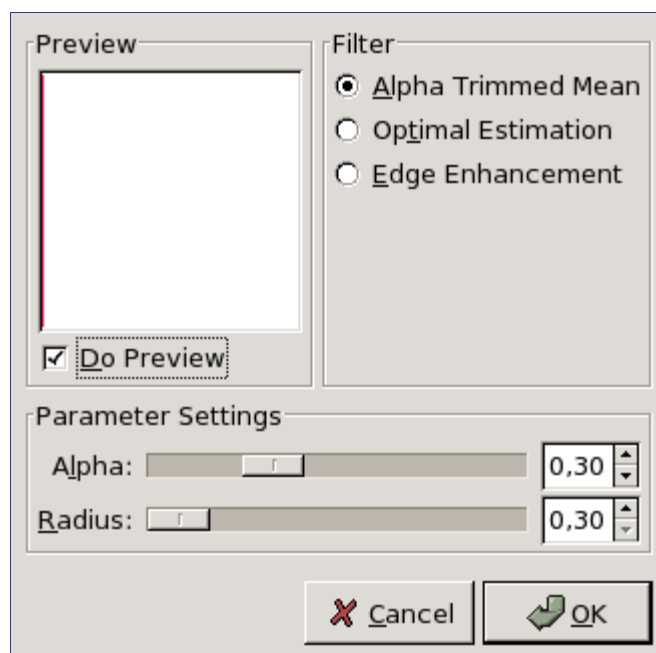 Preview
Do Preview
Filter
Alpha Trimmed Mean
Optimal Estimation
Edge Enhancement
Parameter Settings
Alpha: 0,30
Radius: 0,30
Cancel OK